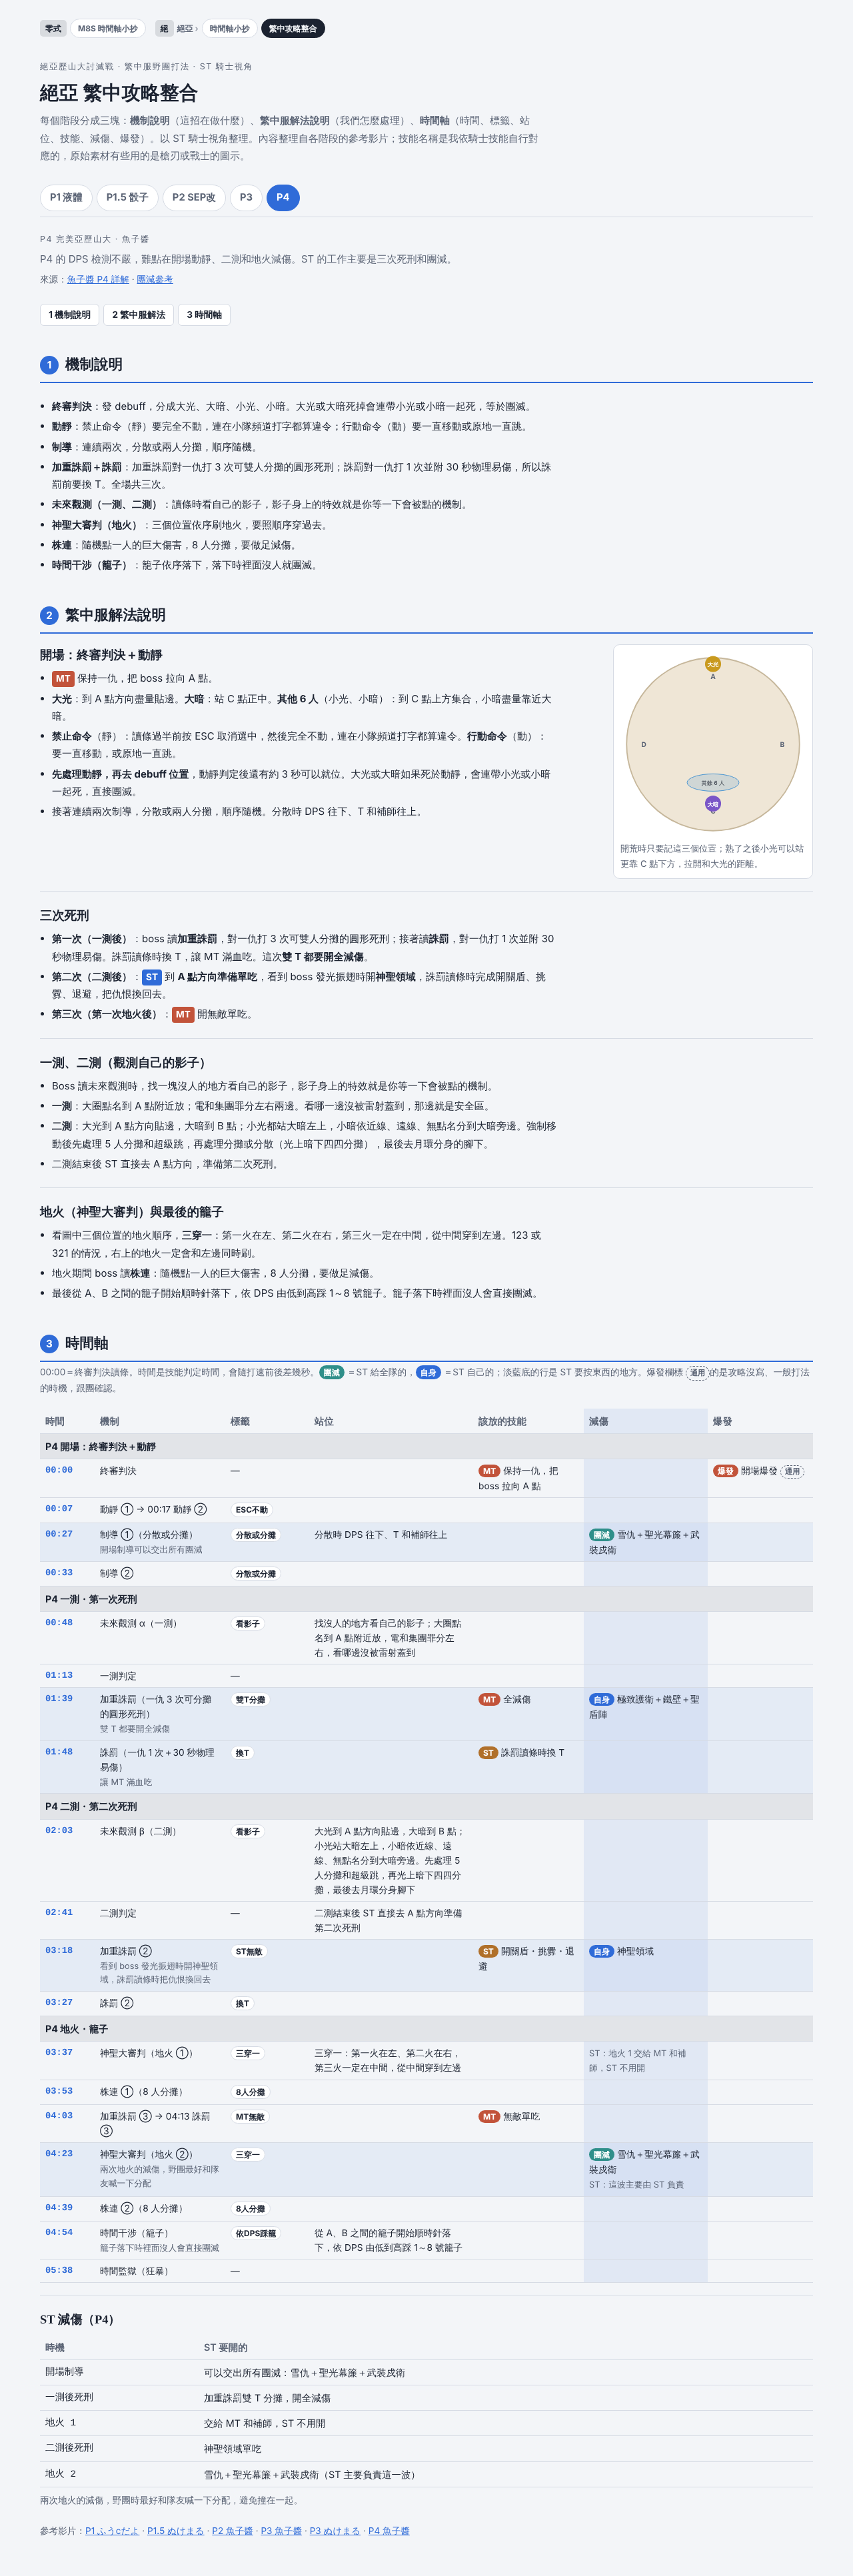 零式 M8S 時間軸小抄 絕 絕亞 › 時間軸小抄 繁中攻略整合
絕亞歷山大討滅戰 · 繁中服野團打法 · ST 騎士視角
絕亞 繁中攻略整合
每個階段分成三塊：機制說明（這招在做什麼）、繁中服解法說明（我們怎麼處理）、時間軸（時間、標籤、站
位、技能、減傷、爆發）。以 ST 騎士視角整理。內容整理自各階段的參考影片；技能名稱是我依騎士技能自行對
應的，原始素材有些用的是槍刃或戰士的圖示。
P1 液體 P1.5 骰子 P2 SEP改 P3 P4
P4 完美亞歷山大 · 魚子醬
P4 的 DPS 檢測不嚴，難點在開場動靜、二測和地火減傷。ST 的工作主要是三次死刑和團減。
來源：魚子醬 P4 詳解 · 團減參考
1 機制說明 2 繁中服解法 3 時間軸
1 機制說明
• 終審判決：發 debuff，分成大光、大暗、小光、小暗。大光或大暗死掉會連帶小光或小暗一起死，等於團滅。
• 動靜：禁止命令（靜）要完全不動，連在小隊頻道打字都算違令；行動命令（動）要一直移動或原地一直跳。
• 制導：連續兩次，分散或兩人分攤，順序隨機。
• 加重誅罰＋誅罰：加重誅罰對一仇打 3 次可雙人分攤的圓形死刑；誅罰對一仇打 1 次並附 30 秒物理易傷，所以誅
罰前要換 T。全場共三次。
• 未來觀測（一測、二測）：讀條時看自己的影子，影子身上的特效就是你等一下會被點的機制。
• 神聖大審判（地火）：三個位置依序刷地火，要照順序穿過去。
• 株連：隨機點一人的巨大傷害，8 人分攤，要做足減傷。
• 時間干涉（籠子）：籠子依序落下，落下時裡面沒人就團滅。
2 繁中服解法說明
開場：終審判決＋動靜
• MT 保持一仇，把 boss 拉向 A 點。
• 大光：到 A 點方向盡量貼邊。大暗：站 C 點正中。其他 6 人（小光、小暗）：到 C 點上方集合，小暗盡量靠近大
暗。
• 禁止命令（靜）：讀條過半前按 ESC 取消選中，然後完全不動，連在小隊頻道打字都算違令。行動命令（動）：
要一直移動，或原地一直跳。
• 先處理動靜，再去 debuff 位置，動靜判定後還有約 3 秒可以就位。大光或大暗如果死於動靜，會連帶小光或小暗
一起死，直接團滅。
• 接著連續兩次制導，分散或兩人分攤，順序隨機。分散時 DPS 往下、T 和補師往上。
大光
A
D B
其餘 6 人
大暗
開荒時只要記這三個位置；熟了之後小光可以站
更靠 C 點下方，拉開和大光的距離。
三次死刑
• 第一次（一測後）：boss 讀加重誅罰，對一仇打 3 次可雙人分攤的圓形死刑；接著讀誅罰，對一仇打 1 次並附 30
秒物理易傷。誅罰讀條時換 T，讓 MT 滿血吃。這次雙 T 都要開全減傷。
• 第二次（二測後）：ST 到 A 點方向準備單吃，看到 boss 發光振翅時開神聖領域，誅罰讀條時完成開關盾、挑
釁、退避，把仇恨換回去。
• 第三次（第一次地火後）：MT 開無敵單吃。
一測、二測（觀測自己的影子）
• Boss 讀未來觀測時，找一塊沒人的地方看自己的影子，影子身上的特效就是你等一下會被點的機制。
• 一測：大圈點名到 A 點附近放；電和集團罪分左右兩邊。看哪一邊沒被雷射蓋到，那邊就是安全區。
• 二測：大光到 A 點方向貼邊，大暗到 B 點；小光都站大暗左上，小暗依近線、遠線、無點名分到大暗旁邊。強制移
動後先處理 5 人分攤和超級跳，再處理分攤或分散（光上暗下四四分攤），最後去月環分身的腳下。
• 二測結束後 ST 直接去 A 點方向，準備第二次死刑。
地火（神聖大審判）與最後的籠子
• 看圖中三個位置的地火順序，三穿一：第一火在左、第二火在右，第三火一定在中間，從中間穿到左邊。123 或
321 的情況，右上的地火一定會和左邊同時刷。
• 地火期間 boss 讀株連：隨機點一人的巨大傷害，8 人分攤，要做足減傷。
• 最後從 A、B 之間的籠子開始順時針落下，依 DPS 由低到高踩 1～8 號籠子。籠子落下時裡面沒人會直接團滅。
3 時間軸
00:00＝終審判決讀條。時間是技能判定時間，會隨打速前後差幾秒。團減 ＝ST 給全隊的，自身 ＝ST 自己的；淡藍底的行是 ST 要按東西的地方。爆發欄標 通用的是攻略沒寫、一般打法
的時機，跟團確認。
時間 機制 標籤 站位 該放的技能 減傷 爆發
P4 開場：終審判決＋動靜
00:00 終審判決 — MT 保持一仇，把 爆發 開場爆發 通用
boss 拉向 A 點
00:07 動靜 ① → 00:17 動靜 ② ESC不動
00:27 制導 ①（分散或分攤） 分散或分攤 分散時 DPS 往下、T 和補師往上 團減 雪仇＋聖光幕簾＋武
開場制導可以交出所有團減 裝戍衛
00:33 制導 ② 分散或分攤
P4 一測・第一次死刑
00:48 未來觀測 α（一測） 看影子 找沒人的地方看自己的影子；大圈點
名到 A 點附近放，電和集團罪分左
右，看哪邊沒被雷射蓋到
01:13 一測判定 —
01:39 加重誅罰（一仇 3 次可分攤 雙T分攤 MT 全減傷 自身 極致護衛＋鐵壁＋聖
的圓形死刑） 盾陣
雙 T 都要開全減傷
01:48 誅罰（一仇 1 次＋30 秒物理 換T ST 誅罰讀條時換 T
易傷）
讓 MT 滿血吃
P4 二測・第二次死刑
02:03 未來觀測 β（二測） 看影子 大光到 A 點方向貼邊，大暗到 B 點；
小光站大暗左上，小暗依近線、遠
線、無點名分到大暗旁邊。先處理 5
人分攤和超級跳，再光上暗下四四分
攤，最後去月環分身腳下
02:41 二測判定 — 二測結束後 ST 直接去 A 點方向準備
第二次死刑
03:18 加重誅罰 ② ST無敵 ST 開關盾・挑釁・退 自身 神聖領域
看到 boss 發光振翅時開神聖領 避
域，誅罰讀條時把仇恨換回去
03:27 誅罰 ② 換T
P4 地火・籠子
03:37 神聖大審判（地火 ①） 三穿一 三穿一：第一火在左、第二火在右， ST：地火 1 交給 MT 和補
第三火一定在中間，從中間穿到左邊 師，ST 不用開
03:53 株連 ①（8 人分攤） 8人分攤
04:03 加重誅罰 ③ → 04:13 誅罰 MT無敵 MT 無敵單吃
③
04:23 神聖大審判（地火 ②） 三穿一 團減 雪仇＋聖光幕簾＋武
兩次地火的減傷，野團最好和隊 裝戍衛
友喊一下分配 ST：這波主要由 ST 負責
04:39 株連 ②（8 人分攤） 8人分攤
04:54 時間干涉（籠子） 依DPS踩籠 從 A、B 之間的籠子開始順時針落
籠子落下時裡面沒人會直接團滅 下，依 DPS 由低到高踩 1～8 號籠子
05:38 時間監獄（狂暴） —
ST 減傷（P4）
時機 ST 要開的
開場制導 可以交出所有團減：雪仇＋聖光幕簾＋武裝戍衛
一測後死刑 加重誅罰雙 T 分攤，開全減傷
地火 1 交給 MT 和補師，ST 不用開
二測後死刑 神聖領域單吃
地火 2 雪仇＋聖光幕簾＋武裝戍衛（ST 主要負責這一波）
兩次地火的減傷，野團時最好和隊友喊一下分配，避免撞在一起。
參考影片：P1 ふうcだよ · P1.5 ぬけまる · P2 魚子醬 · P3 魚子醬 · P3 ぬけまる · P4 魚子醬